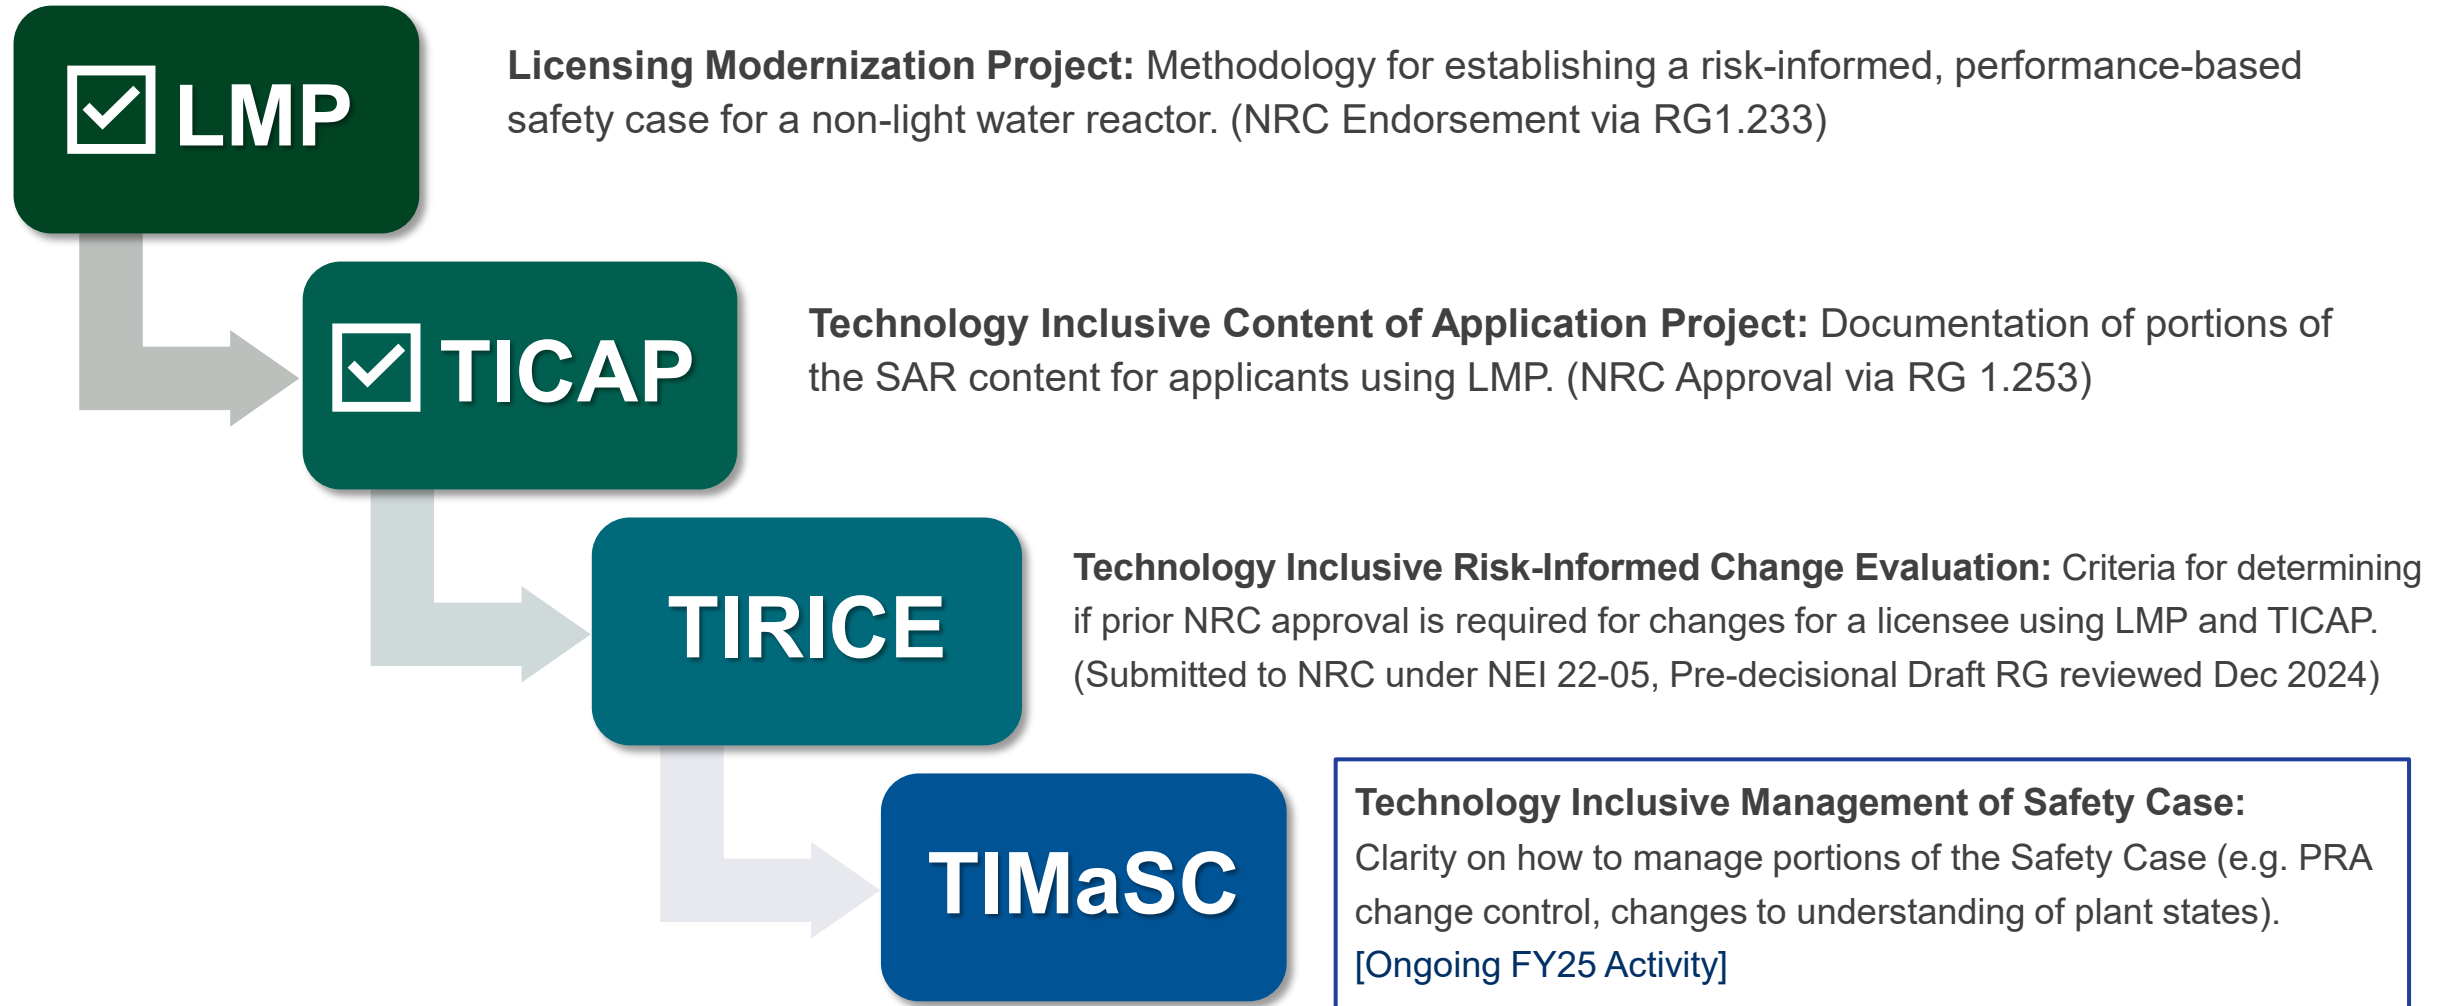 LMP
Licensing Modernization Project: Methodology for establishing a risk-informed, performance-based
safety case for a non-light water reactor. (NRC Endorsement via RG1.233)
TICAP
Technology Inclusive Content of Application Project: Documentation of portions of
the SAR content for applicants using LMP. (NRC Approval via RG 1.253)
TIRICE
Technology Inclusive Risk-Informed Change Evaluation: Criteria for determining
if prior NRC approval is required for changes for a licensee using LMP and TICAP.
(Submitted to NRC under NEI 22-05, Pre-decisional Draft RG reviewed Dec 2024)
TIMaSC
Technology Inclusive Management of Safety Case:
Clarity on how to manage portions of the Safety Case (e.g. PRA
change control, changes to understanding of plant states).
[Ongoing FY25 Activity]